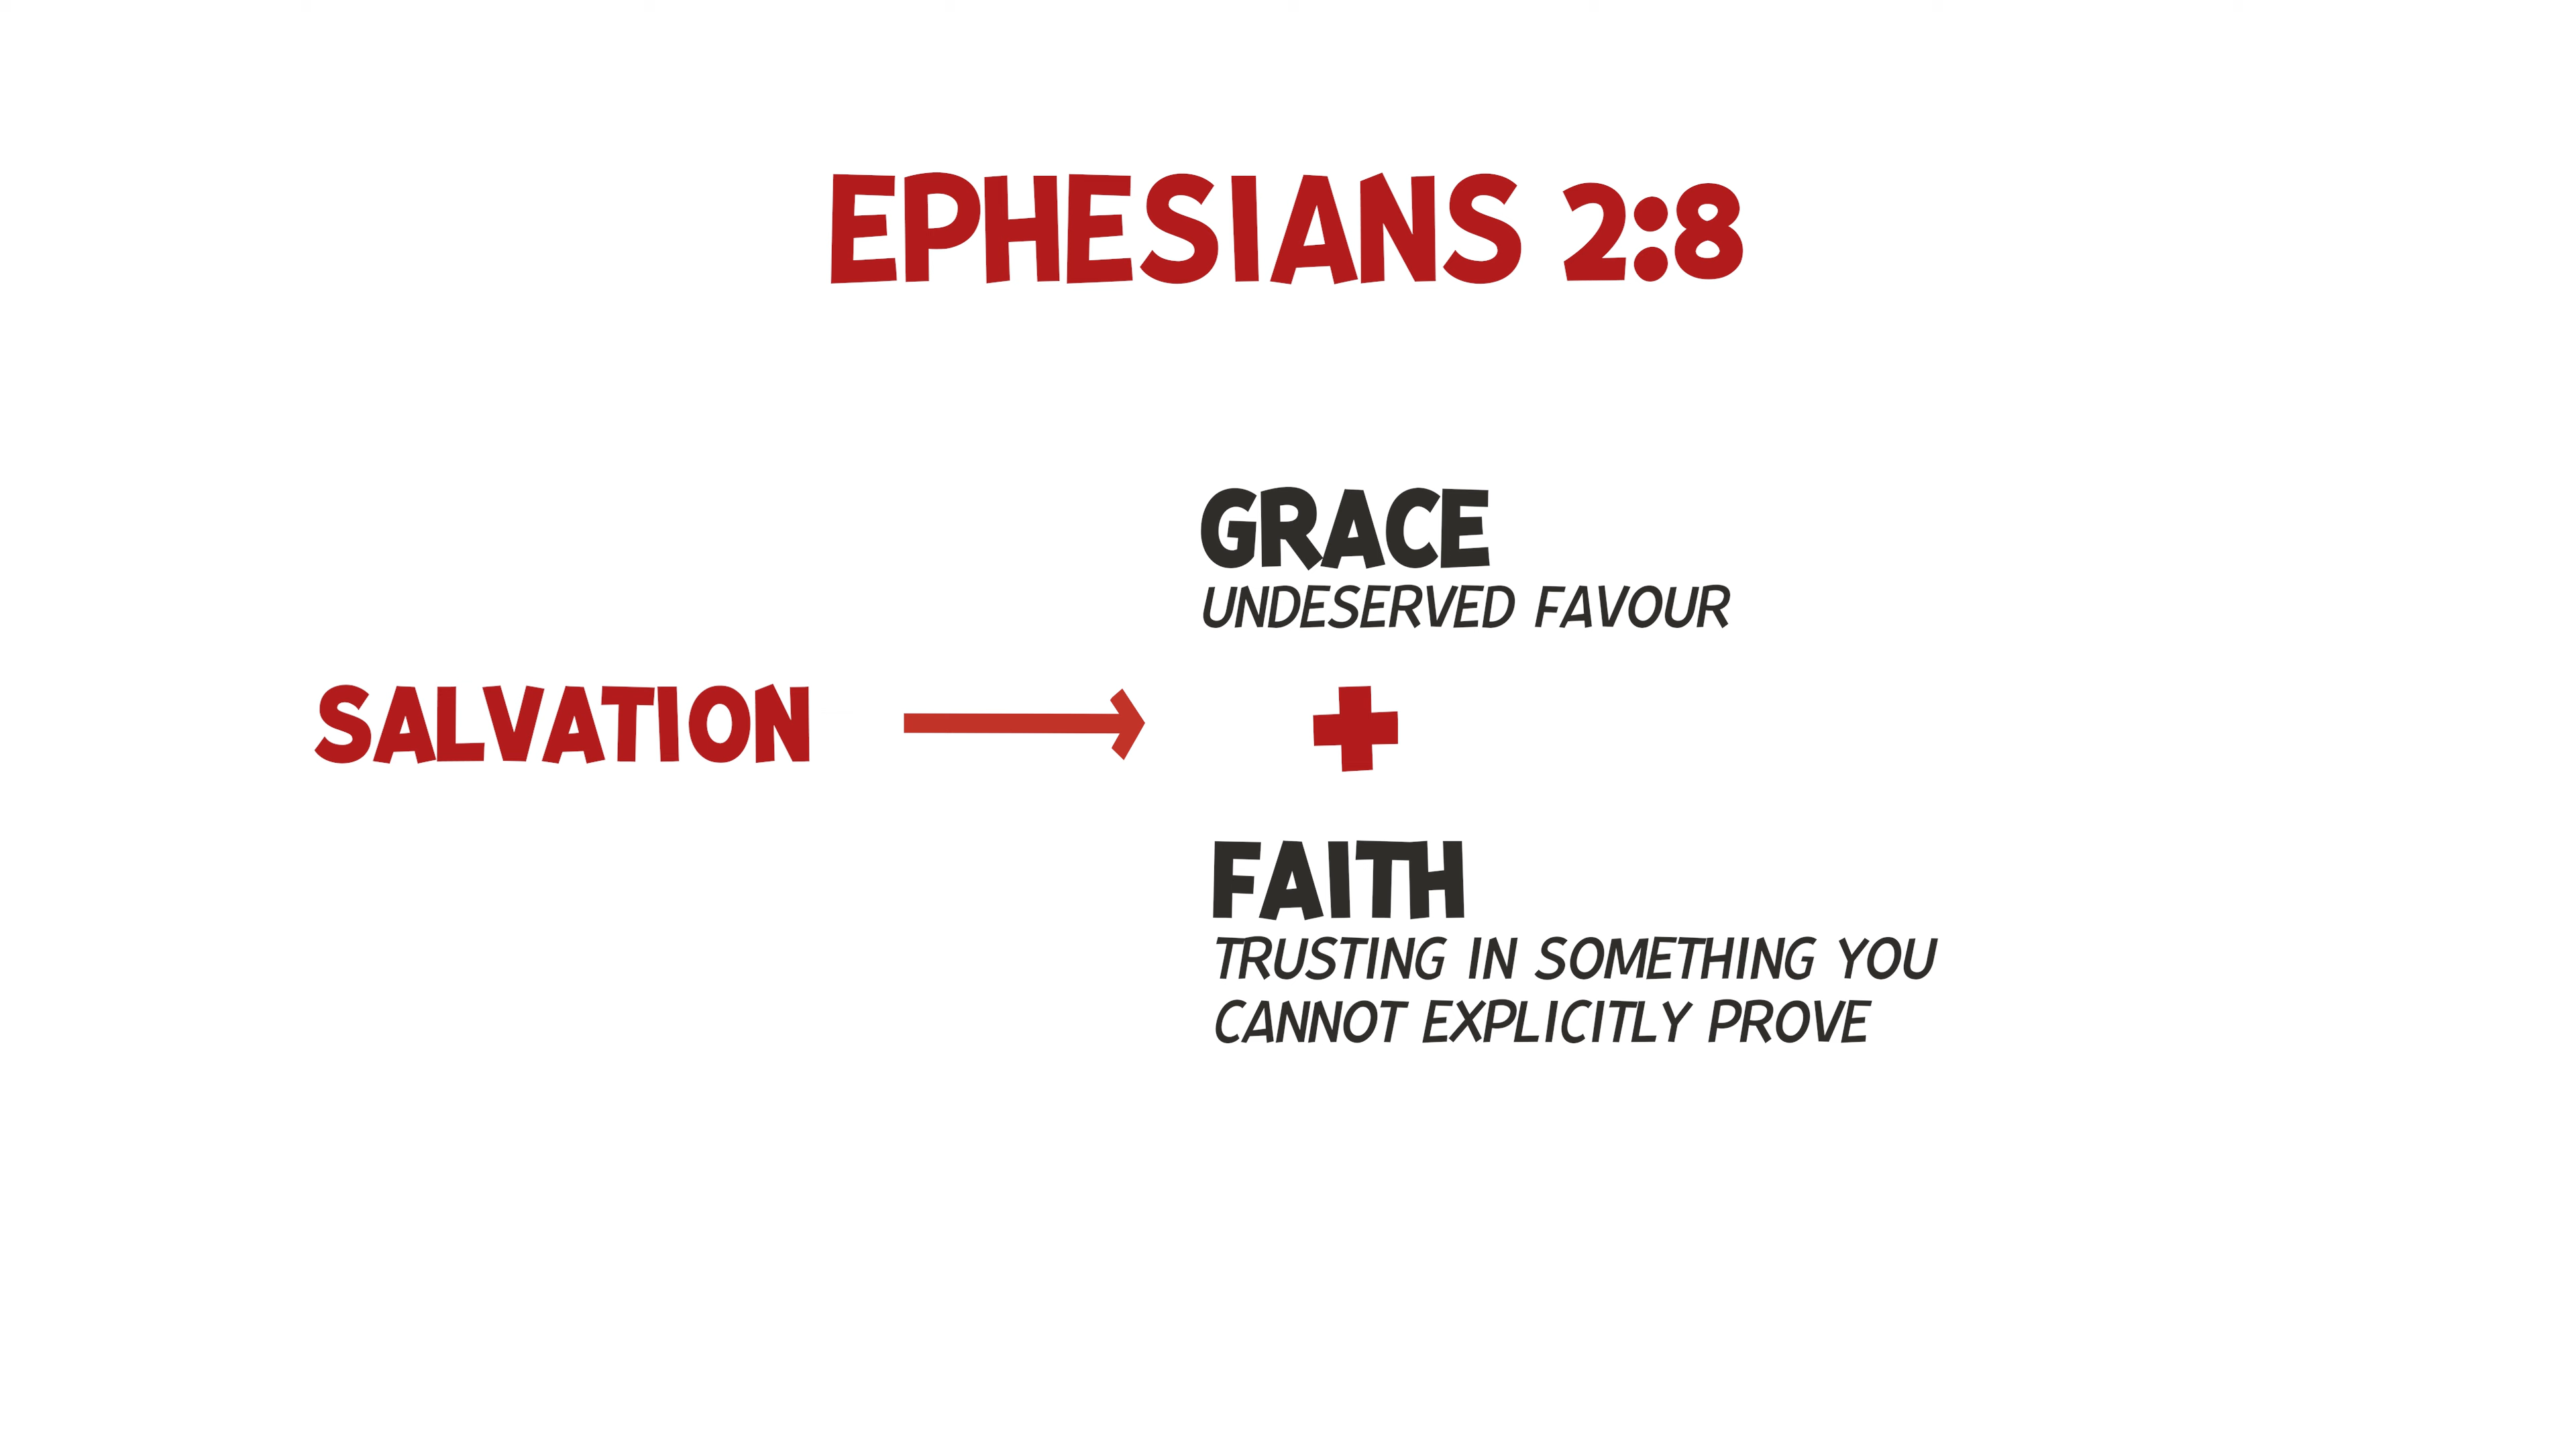 EPHESIANS 2:8
GRACE
UNDESERVED FAVOUR
SALVATION → +
FAITH
TRUSTING IN SOMETHING YOU
CANNOT EXPLICITLY PROVE